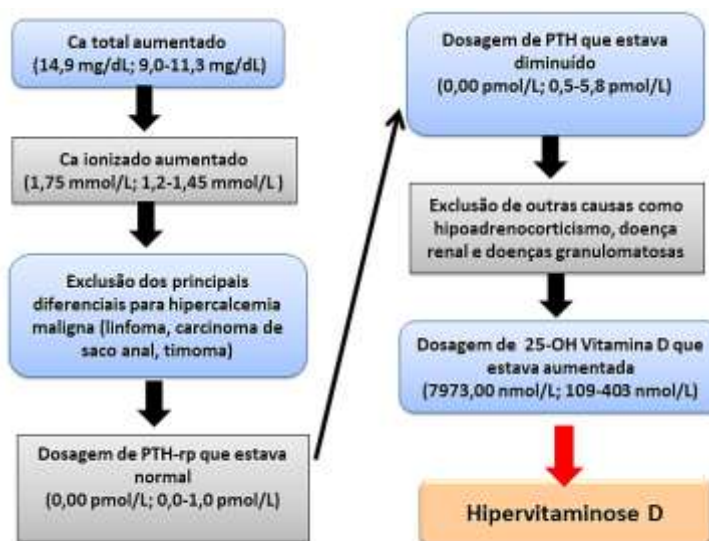 Ca total aumentado
(14,9 mg/dL; 9,0-11,3 mg/dL)
Ca ionizado aumentado
(1,75 mmol/L; 1,2-1,45 mmol/L )
Exclusão dos principais
diferenciais para hipercalcemia
maligna (linfoma, carcinoma de
saco anal, timoma)
Dosagem de PTH-rp que estava
normal
(0,00 pmol/L; 0,0-1,0 pmol/L)
Dosagem de PTH que estava
diminuído
(0,00 pmol/L; 0,5-5,8 pmol/L)
Exclusão de outras causas como
hipoadrenocorticismo, doença
renal e doenças granulomatosas
Dosagem de 25-OH Vitamina D que
estava aumentada
(7973,00 nmol/L; 109-403 nmol/L)
Hipervitaminose D